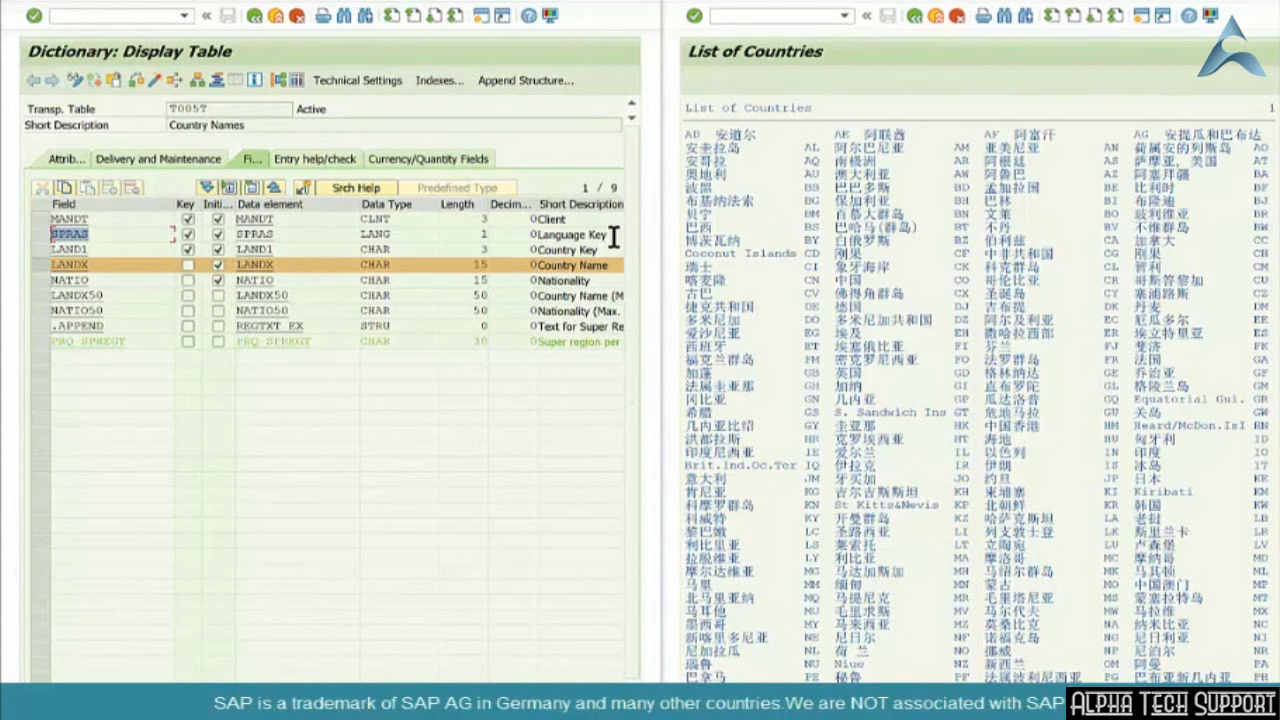 Dictionary: Display Table
Technical Settings Indexes... Append Structure...
Transp. Table T005T Active
Short Description Country Names
Attrib... Delivery and Maintenance Fi... Entry help/check Currency/Quantity Fields
Srch Help Predefined Type 1 / 9
Field Key Initi... Data element Data Type Length Decim... Short Description
MANDT MANDT CLNT 3 0 Client
SPRAS SPRAS LANG 1 0 Language Key
LAND1 LAND1 CHAR 3 0 Country Key
LANDX LANDX CHAR 15 0 Country Name
NATIO NATIO CHAR 15 0 Nationality
LANDX50 LANDX50 CHAR 50 0 Country Name (M
NATIO50 NATIO50 CHAR 50 0 Nationality (Max.
.APPEND REGTXT_EX STRU 0 0 Text for Super Re
PRQ_SPREGT PRQ_SPREGT CHAR 30 0 Super region per
List of Countries
List of Countries 1
AD 安道尔 AE 阿联酋 AF 阿富汗 AG 安提瓜和巴布达
安圭拉岛 AL 阿尔巴尼亚 AM 亚美尼亚 AN 荷属安的列斯岛 AO
安哥拉 AQ 南极洲 AR 阿根廷 AS 萨摩亚, 美国 AT
奥地利 AU 澳大利亚 AW 阿鲁巴 AZ 阿塞拜疆 BA
波黑 BB 巴巴多斯 BD 孟加拉国 BE 比利时 BF
布基纳法索 BG 保加利亚 BH 巴林 BI 布隆迪 BJ
贝宁 BM 百慕大群岛 BN 文莱 BO 玻利维亚 BR
巴西 BS 巴哈马(群岛) BT 不丹 BV 不维群岛 BW
博茨瓦纳 BY 白俄罗斯 BZ 伯利兹 CA 加拿大 CC
Coconut Islands CD 刚果 CF 中非共和国 CG 刚果 CH
瑞士 CI 象牙海岸 CK 科克群岛 CL 智利 CM
喀麦隆 CN 中国 CO 哥伦比亚 CR 哥斯答黎加 CU
古巴 CV 佛得角群岛 CX 圣诞岛 CY 塞浦路斯 CZ
捷克共和国 DE 德国 DJ 吉布提 DK 丹麦 DM
多米尼加 DO 多米尼加共和国 DZ 阿尔及利亚 EC 厄瓜多尔 EE
爱沙尼亚 EG 埃及 EH 撒哈拉西部 ER 埃立特里亚 ES
西班牙 ET 埃塞俄比亚 FI 芬兰 FJ 斐济 FK
福克兰群岛 FM 密克罗尼西亚 FO 法罗群岛 FR 法国 GA
加蓬 GB 英国 GD 格林纳达 GE 乔治亚 GF
法属圭亚那 GH 加纳 GI 直布罗陀 GL 格陵兰岛 GM
冈比亚 GN 几内亚 GP 瓜达洛普 GQ Equatorial Gui. GR
希腊 GS S. Sandwich Ins GT 危地马拉 GU 关岛 GW
几内亚比绍 GY 圭亚那 HK 中国香港 HM Heard/McDon.Isl HN
洪都拉斯 HR 克罗埃西亚 HT 海地 HU 匈牙利 ID
印度尼西亚 IE 爱尔兰 IL 以色列 IN 印度 IO
Brit.Ind.Oc.Ter IQ 伊拉克 IR 伊朗 IS 冰岛 IT
意大利 JM 牙买加 JO 约旦 JP 日本 KE
肯尼亚 KG 吉尔吉斯斯坦 KH 柬埔寨 KI Kiribati KM
科摩罗群岛 KN St Kitts&Nevis KP 北朝鲜 KR 韩国 KW
科威特 KY 开曼群岛 KZ 哈萨克斯坦 LA 老挝 LB
黎巴嫩 LC 圣路西亚 LI 列支敦士登 LK 斯里兰卡 LR
利比里亚 LS 莱索托 LT 立陶宛 LU 卢森堡 LV
拉脱维亚 LY 利比亚 MA 摩洛哥 MC 摩纳哥 MD
摩尔达维亚 MG 马达加斯加 MH 马绍尔群岛 MK 马其顿 ML
马里 MM 缅甸 MN 蒙古 MO 中国澳门 MP
北马里亚纳 MQ 马提尼克 MR 毛里塔尼亚 MS 蒙塞拉特岛 MT
马耳他 MU 毛里求斯 MV 马尔代夫 MW 马拉维 MX
墨西哥 MY 马来西亚 MZ 莫桑比克 NA 纳米比亚 NC
新喀里多尼亚 NE 尼日尔 NF 诺福克岛 NG 尼日利亚 NI
尼加拉瓜 NL 荷 兰 NO 挪威 NP 尼泊尔 NR
瑙鲁 NU Niue NZ 新西兰 OM 阿曼 PA
巴拿马 PE 秘鲁 PF 法属波利尼西亚 PG 巴布亚新几内亚 PH
SAP is a trademark of SAP AG in Germany and many other countries.We are NOT associated with SAP
Alpha Tech Support